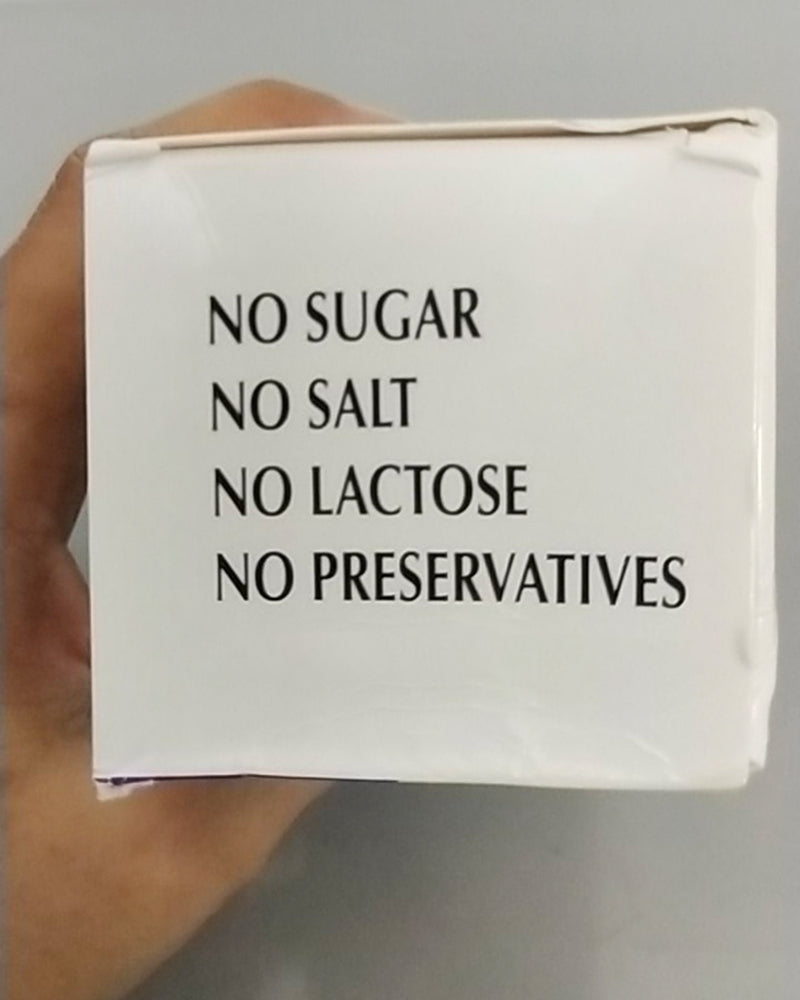 NO SUGAR
NO SALT
NO LACTOSE
NO PRESERVATIVES